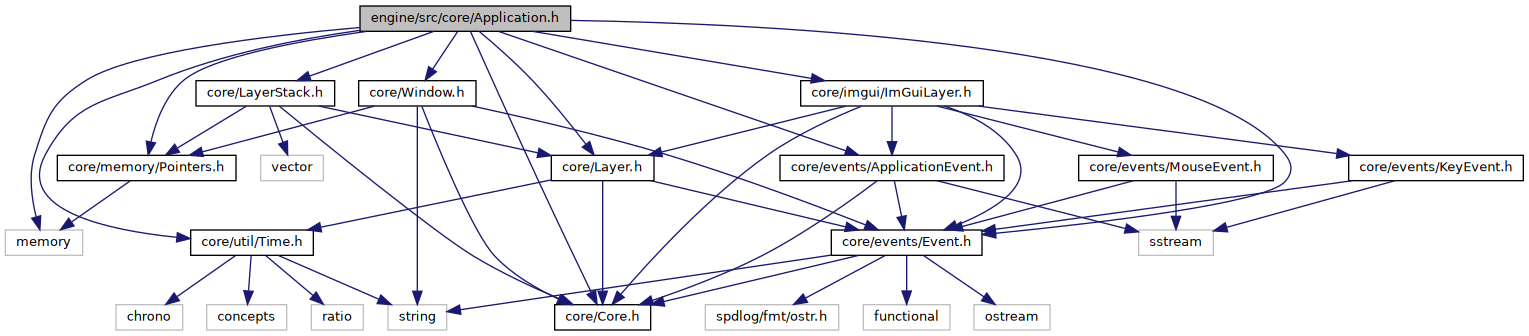 engine/src/core/Application.h
core/LayerStack.h
core/Window.h
core/imgui/ImGuiLayer.h
core/memory/Pointers.h
vector
core/Layer.h
core/events/ApplicationEvent.h
core/events/MouseEvent.h
core/events/KeyEvent.h
memory
core/util/Time.h
core/events/Event.h
sstream
chrono
concepts
ratio
string
core/Core.h
spdlog/fmt/ostr.h
functional
ostream